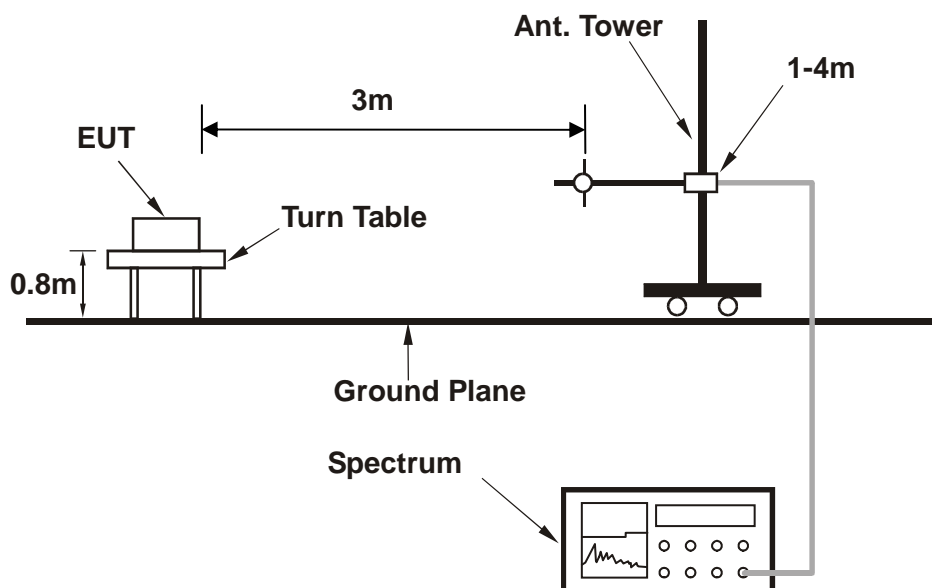 Ant. Tower
1-4m
3m
EUT
Turn Table
0.8m
Ground Plane
Spectrum